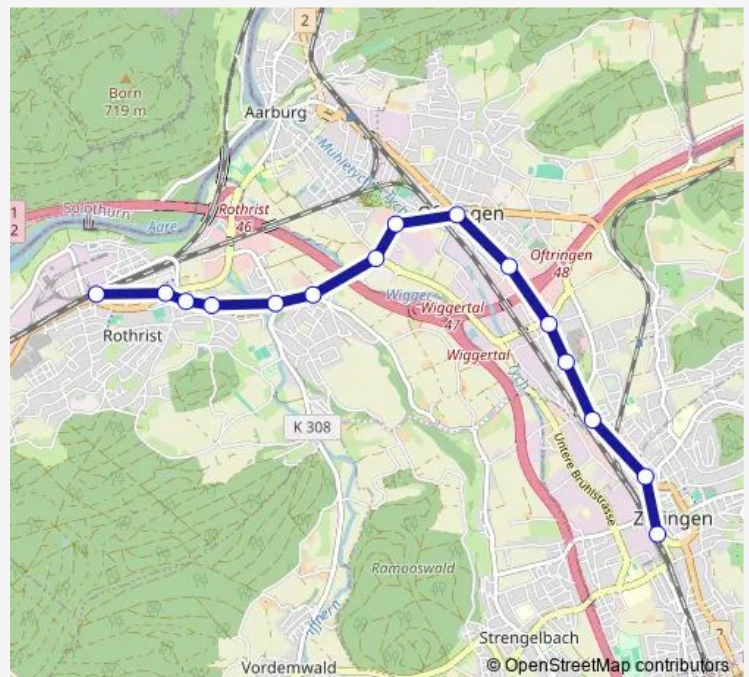 2
Born
719 m
Aarburg
Mühletych
1
2
Solothurn
Aare
Rothrist
46
Oftringen
48
Wigger
Wiggertal
47
Wiggertal
Rothrist
K 308
Untere Brühlstrasse
Ramooswald
Strengelbach
Vordemwald
2
© OpenStreetMap contributors